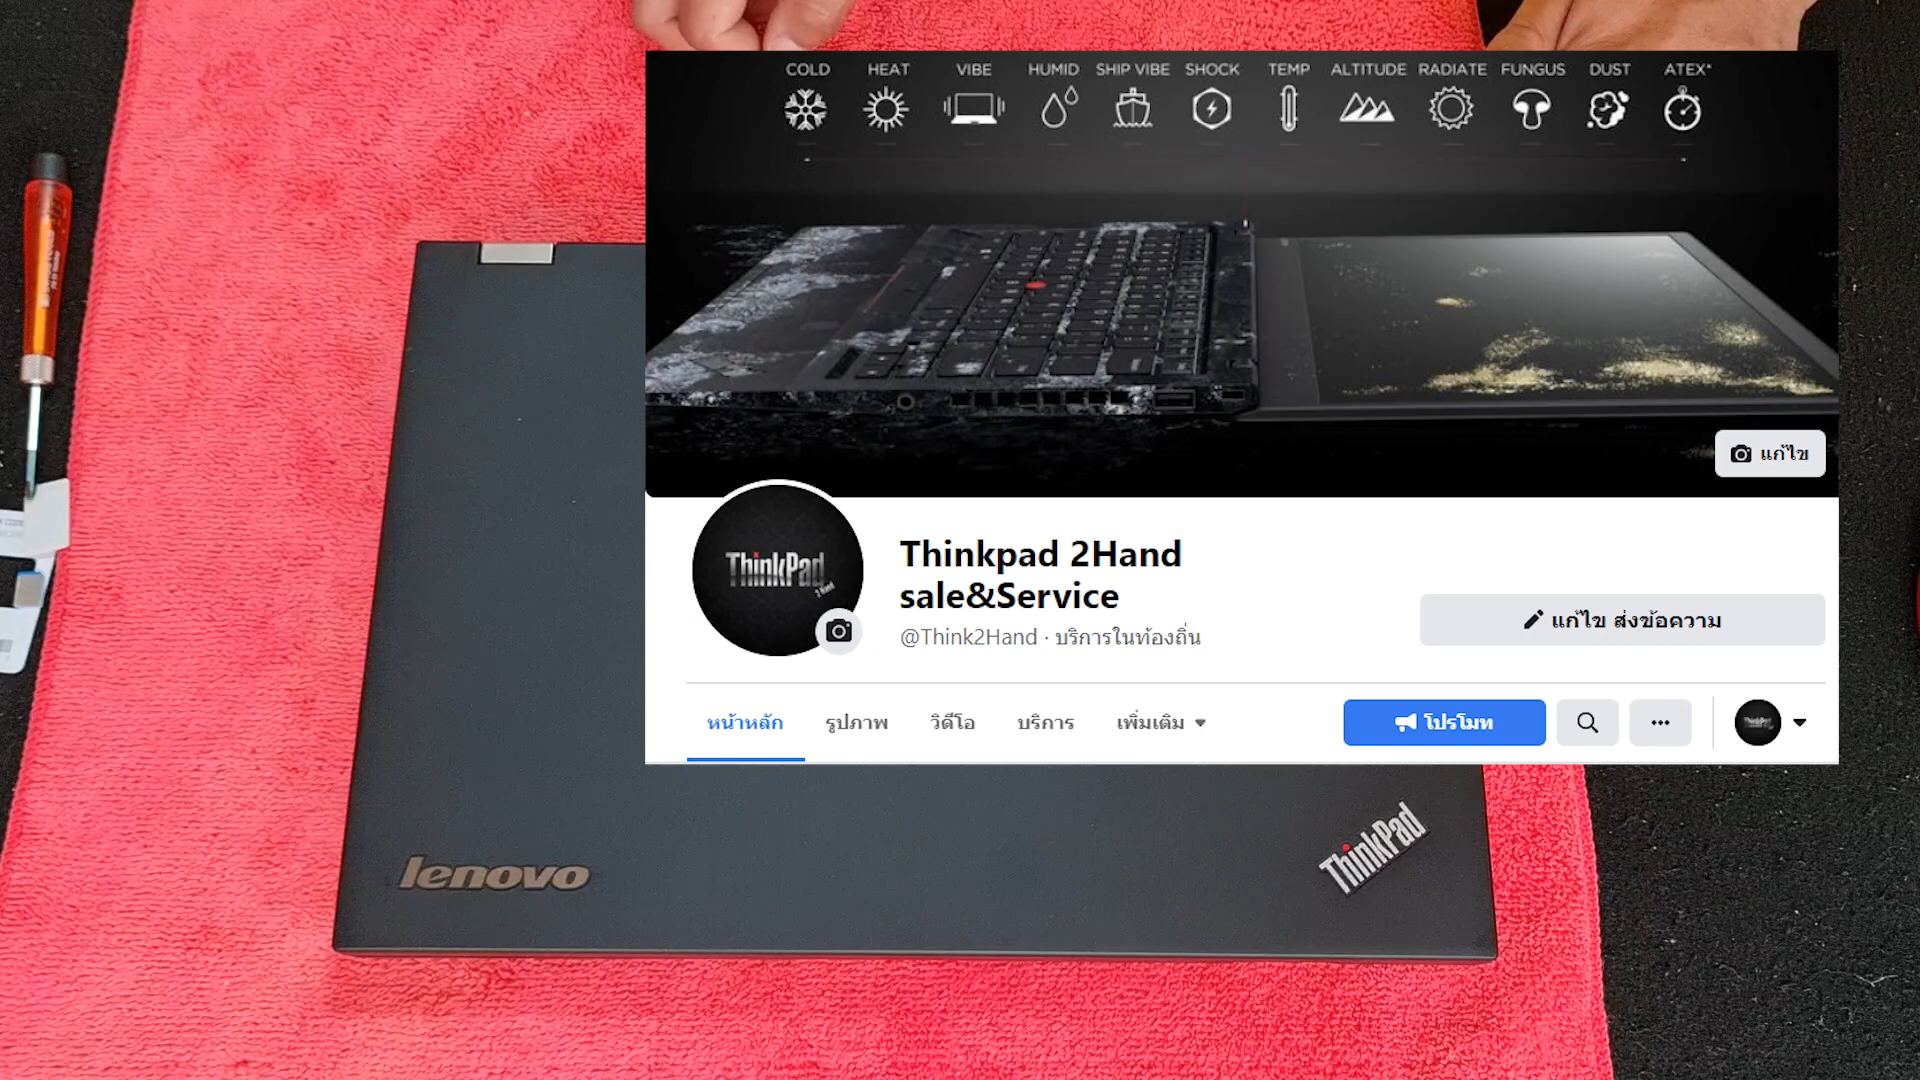 COLD HEAT VIBE HUMID SHIP VIBE SHOCK TEMP ALTITUDE RADIATE FUNGUS DUST ATEX*
แก้ไข
ThinkPad
2 Hand
Thinkpad 2Hand
sale&Service
@Think2Hand · บริการในท้องถิ่น
แก้ไข ส่งข้อความ
หน้าหลัก รูปภาพ วิดีโอ บริการ เพิ่มเติม
โปรโมท
ThinkPad
lenovo
ThinkPad